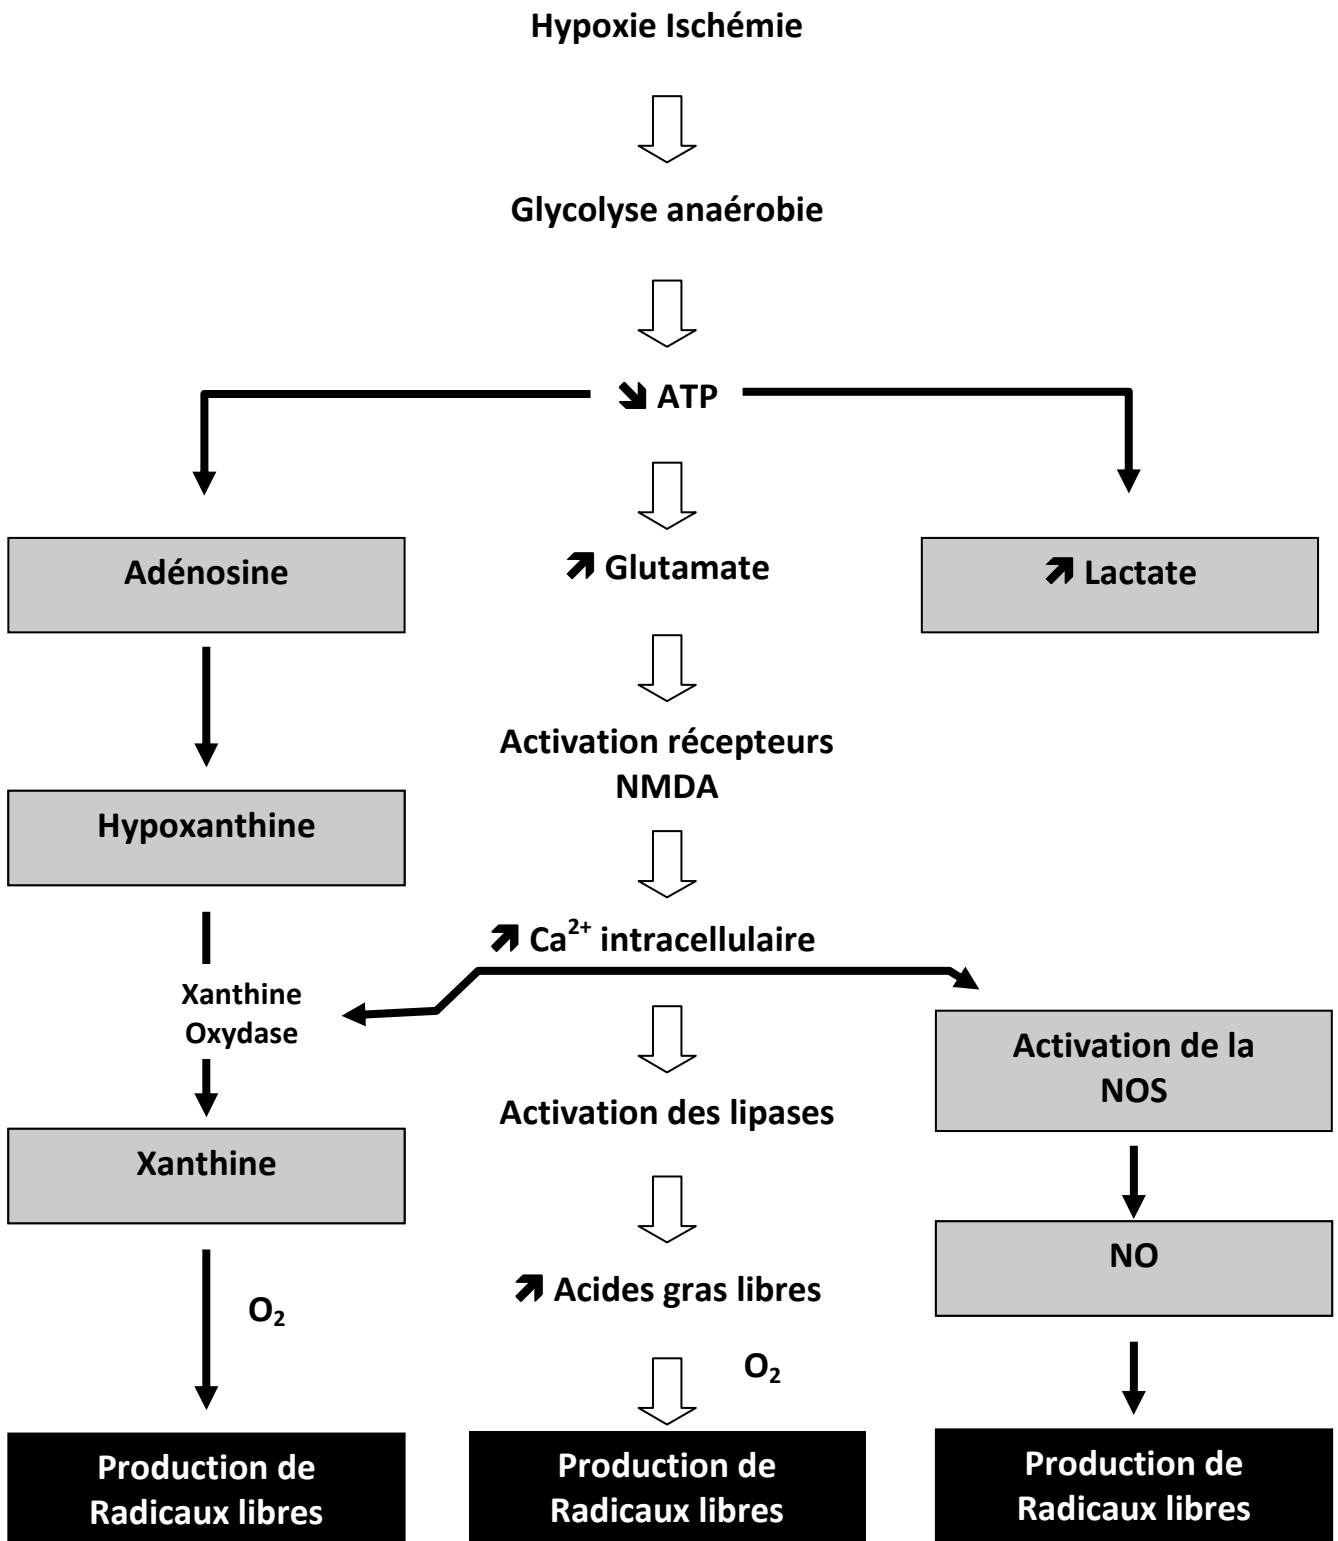 Hypoxie Ischémie
Glycolyse anaérobie
↘ ATP
Adénosine
↗ Glutamate
↗ Lactate
Activation récepteurs
NMDA
Hypoxanthine
↗ Ca²⁺ intracellulaire
Xanthine
Oxydase
Activation de la
NOS
Activation des lipases
Xanthine
NO
↗ Acides gras libres
O₂
O₂
Production de
Radicaux libres
Production de
Radicaux libres
Production de
Radicaux libres